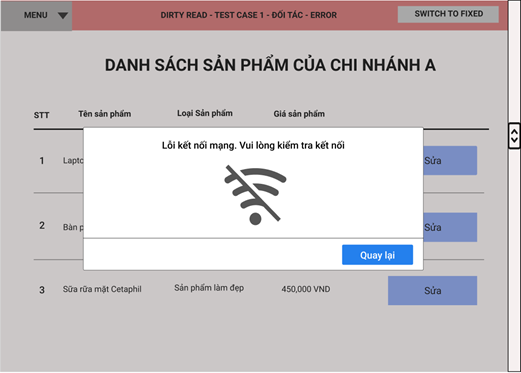 MENU
DIRTY READ - TEST CASE 1 - ĐỐI TÁC - ERROR
SWITCH TO FIXED
DANH SÁCH SẢN PHẨM CỦA CHI NHÁNH A
STT Tên sản phẩm Loại Sản phẩm Giá sản phẩm
Lỗi kết nối mạng. Vui lòng kiểm tra kết nối
1 Lapto Sửa
2 Bàn p Sửa
Quay lại
3 Sữa rửa mặt Cetaphil Sản phẩm làm đẹp 450,000 VND Sửa